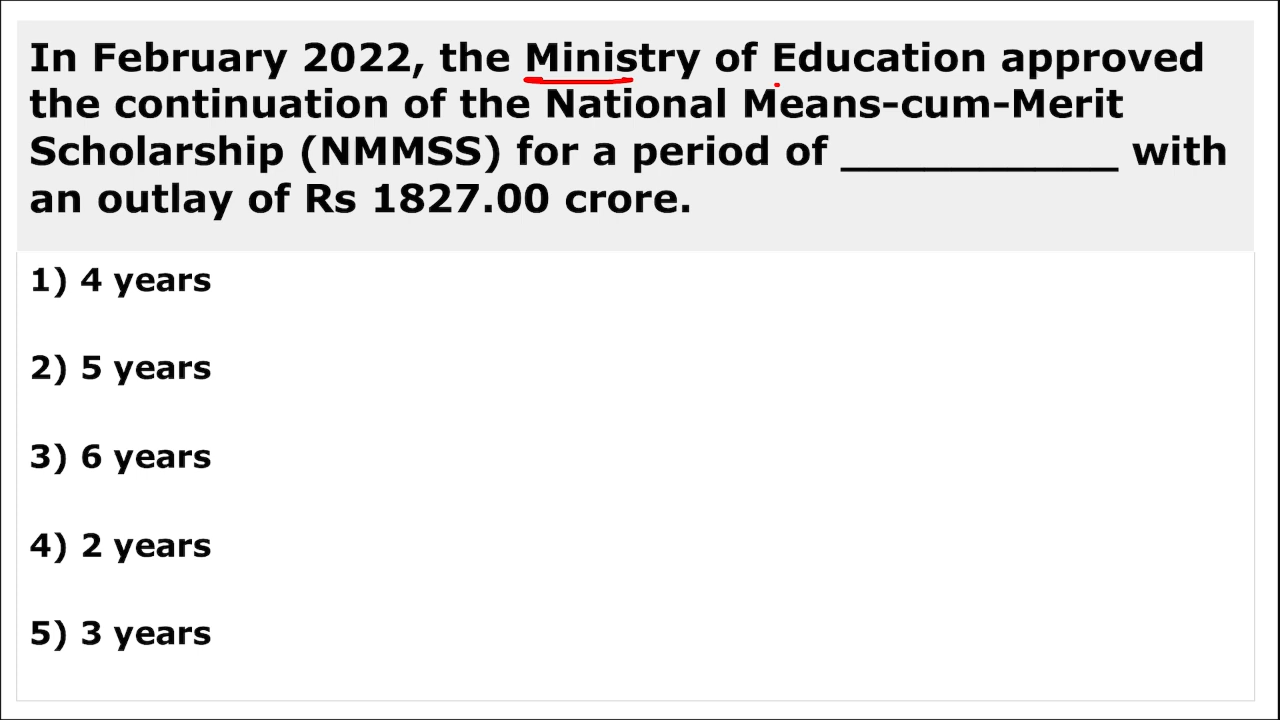 In February 2022, the Ministry of Education approved
the continuation of the National Means-cum-Merit
Scholarship (NMMSS) for a period of ___________ with
an outlay of Rs 1827.00 crore.
1) 4 years
2) 5 years
3) 6 years
4) 2 years
5) 3 years